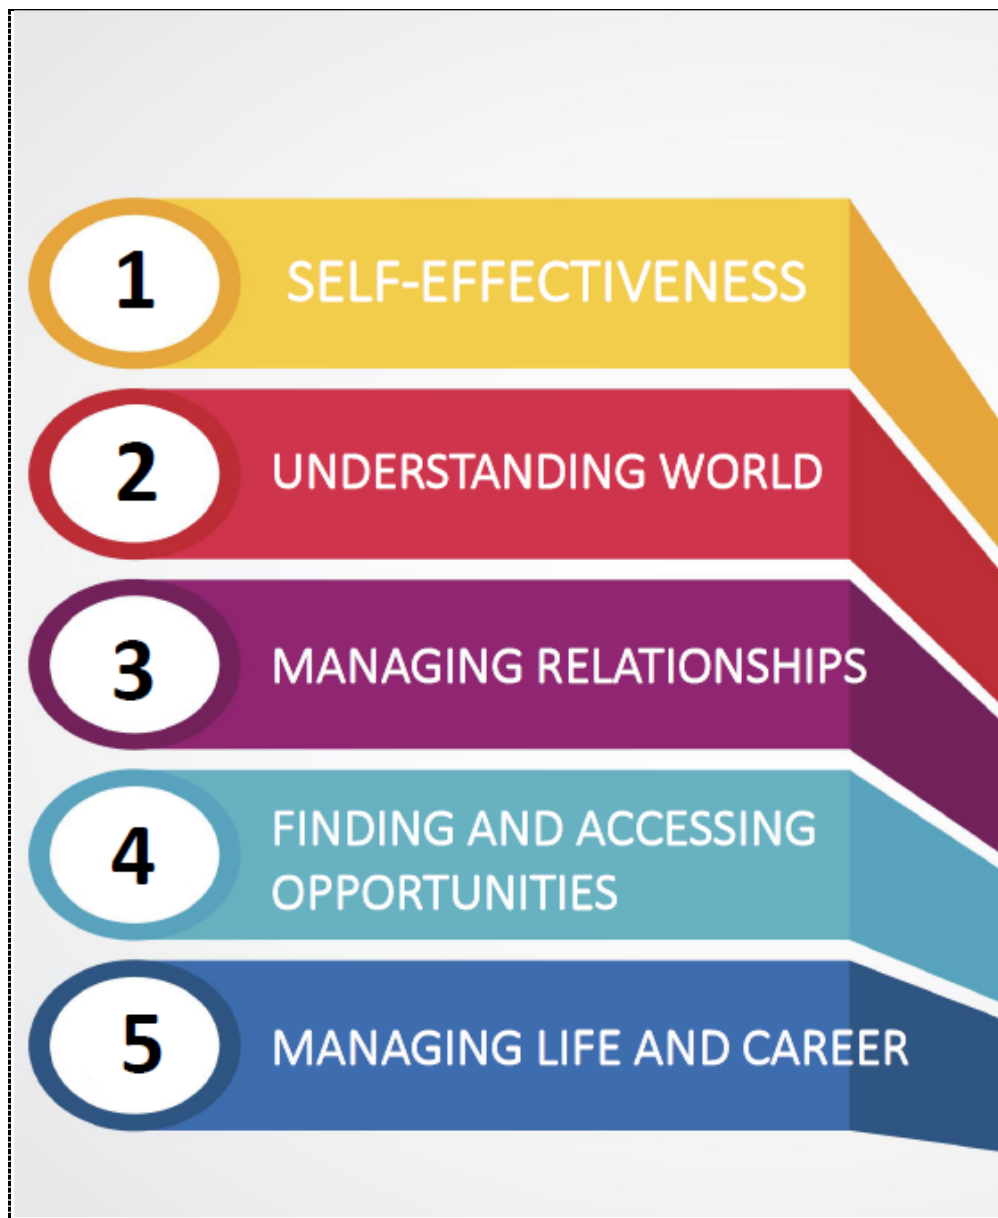 1 SELF-EFFECTIVENESS
2 UNDERSTANDING WORLD
3 MANAGING RELATIONSHIPS
4 FINDING AND ACCESSING
OPPORTUNITIES
5 MANAGING LIFE AND CAREER